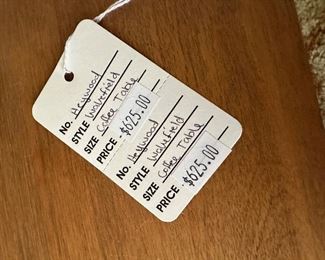 No. Heywood
STYLE Wakefield
SIZE Coffee Table
PRICE $625.00
No. Heywood
STYLE Wakefield
SIZE Coffee Table
PRICE $625.00